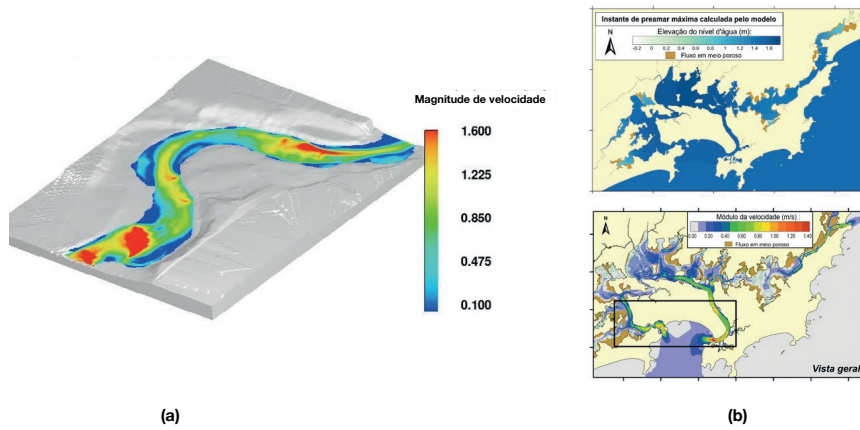 Magnitude de velocidade
1.600
1.225
0.850
0.475
0.100
(a)
Instante de preamar máxima calculada pelo modelo
N
Elevação do nível d'água (m):
-0.2 0 0.2 0.4 0.6 0.8 1 1.2 1.4 1.6
Fluxo em meio poroso
N
Módulo da velocidade (m/s) :
0.00 0.20 0.40 0.60 0.80 1.00 1.20 1.40
Fluxo em meio poroso
Vista geral
(b)